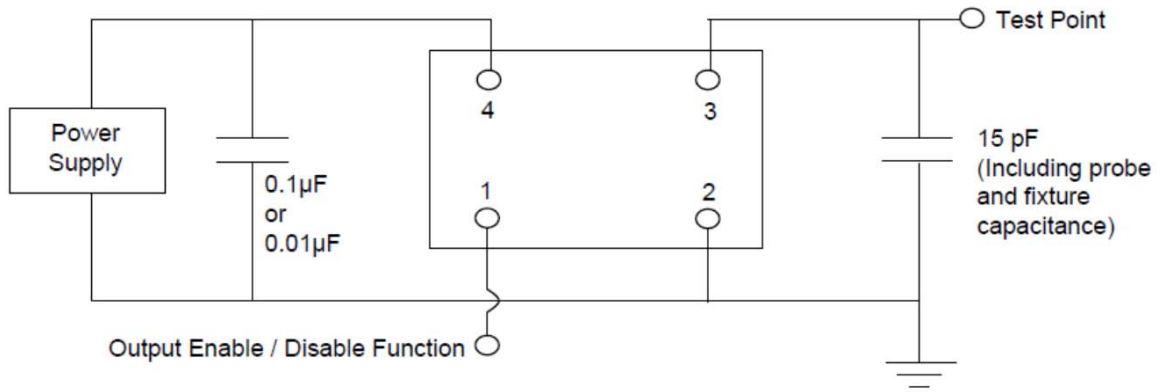 Test Point
4
3
Power
Supply
15 pF
(Including probe
and fixture
capacitance)
0.1µF
or
0.01µF
1
2
Output Enable / Disable Function